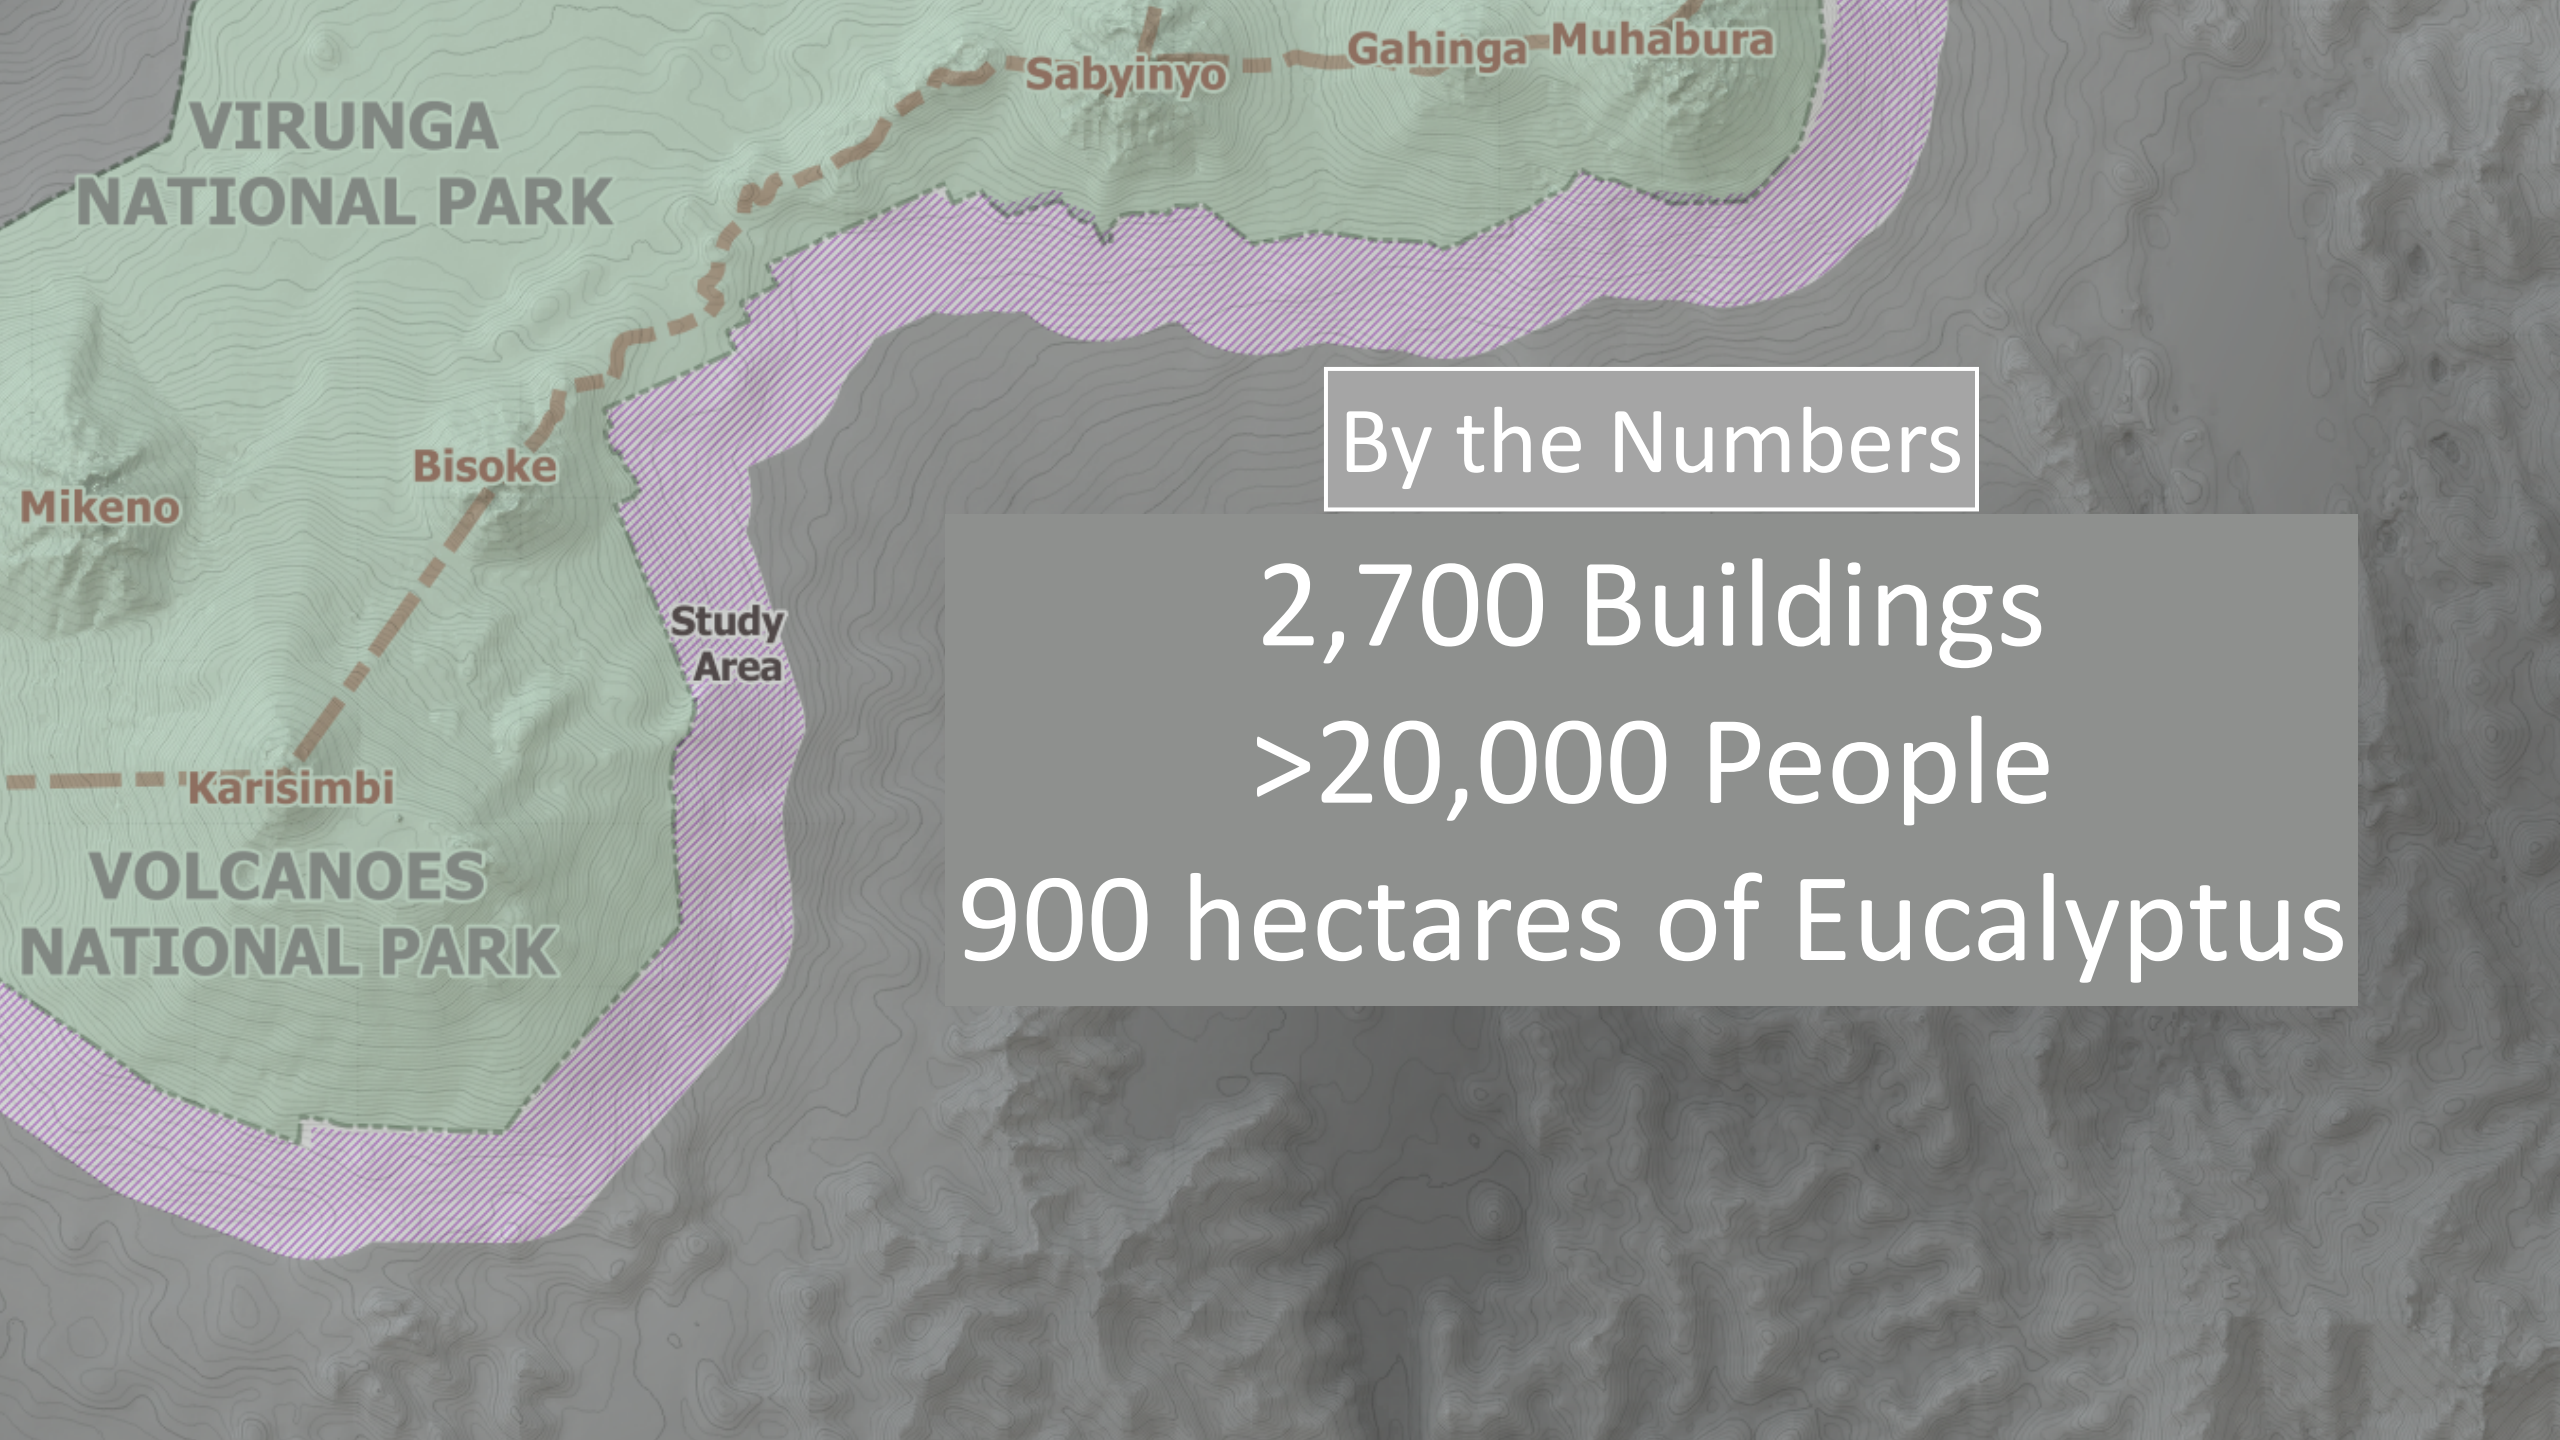 Sabyinyo
Gahinga
Muhabura
VIRUNGA
NATIONAL PARK
Bisoke
Mikeno
By the Numbers
2,700 Buildings
>20,000 People
900 hectares of Eucalyptus
Study
Area
Karisimbi
VOLCANOES
NATIONAL PARK